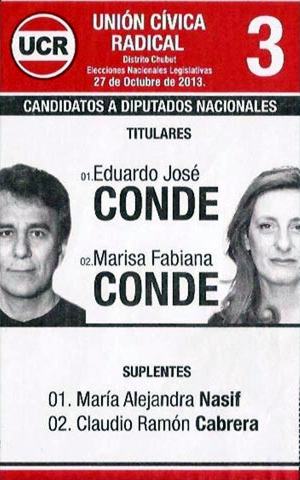 UCR
UNIÓN CÍVICA
RADICAL
Distrito Chubut
Elecciones Nacionales Legislativas
27 de Octubre de 2013.
3
CANDIDATOS A DIPUTADOS NACIONALES
TITULARES
01.Eduardo José
CONDE
02.Marisa Fabiana
CONDE
SUPLENTES
01. María Alejandra Nasif
02. Claudio Ramón Cabrera